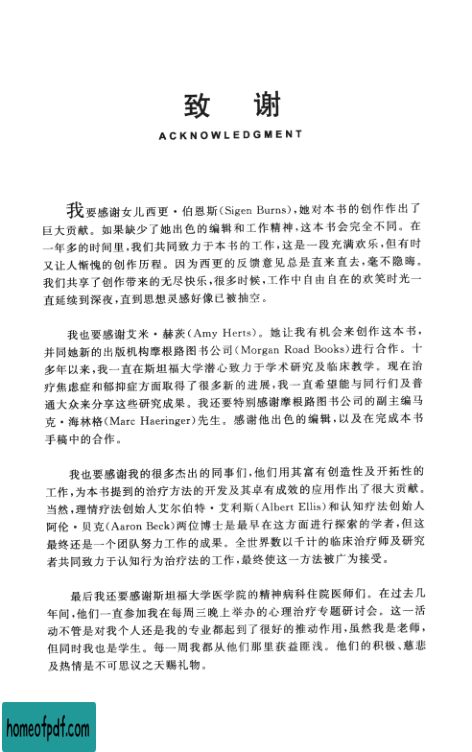 致 谢
ACKNOWLEDGMENT
我要感谢女儿西更·伯恩斯(Sigen Burns),她对本书的创作作出了
巨大贡献。如果缺少了她出色的编辑和工作精神,这本书会完全不同。在
一年多的时间里,我们共同致力于本书的工作,这是一段充满欢乐,但有时
又让人惭愧的创作历程。因为西更的反馈意见总是直来直去,毫不隐晦。
我们共享了创作带来的无尽快乐,很多时候,工作中自由自在的欢笑时光一
直延续到深夜,直到思想灵感好像已被抽空。
我也要感谢艾米·赫茨(Amy Herts)。她让我有机会来创作这本书,
并同她新的出版机构摩根路图书公司(Morgan Road Books)进行合作。十
多年以来,我一直在斯坦福大学潜心致力于学术研究及临床教学。现在治
疗焦虑症和郁抑症方面取得了很多新的进展,我一直希望能与同行们及普
通大众来分享这些研究成果。我还要特别感谢摩根路图书公司的副主编马
克·海林格(Marc Haeringer)先生。感谢他出色的编辑,以及在完成本书
手稿中的合作。
我也要感谢我的很多杰出的同事们,他们用其富有创造性及开拓性的
工作,为本书提到的治疗方法的开发及其卓有成效的应用作出了很大贡献。
当然,理情疗法创始人艾尔伯特·艾利斯(Albert Ellis)和认知疗法创始人
阿伦·贝克(Aaron Beck)两位博士是最早在这方面进行探索的学者,但这
最终还是一个团队努力工作的成果。全世界数以千计的临床治疗师及研究
者共同致力于认知行为治疗法的工作,最终使这一方法被广为接受。
最后我还要感谢斯坦福大学医学院的精神病科住院医师们。在过去几
年间,他们一直参加我在每周三晚上举办的心理治疗专题研讨会。这一活
动不管是对我个人还是我的专业都起到了很好的推动作用,虽然我是老师,
但同时我也是学生。每一周我都从他们那里获益匪浅。他们的积极、慈悲
及热情是不可思议之天赐礼物。
homeofpdf.com